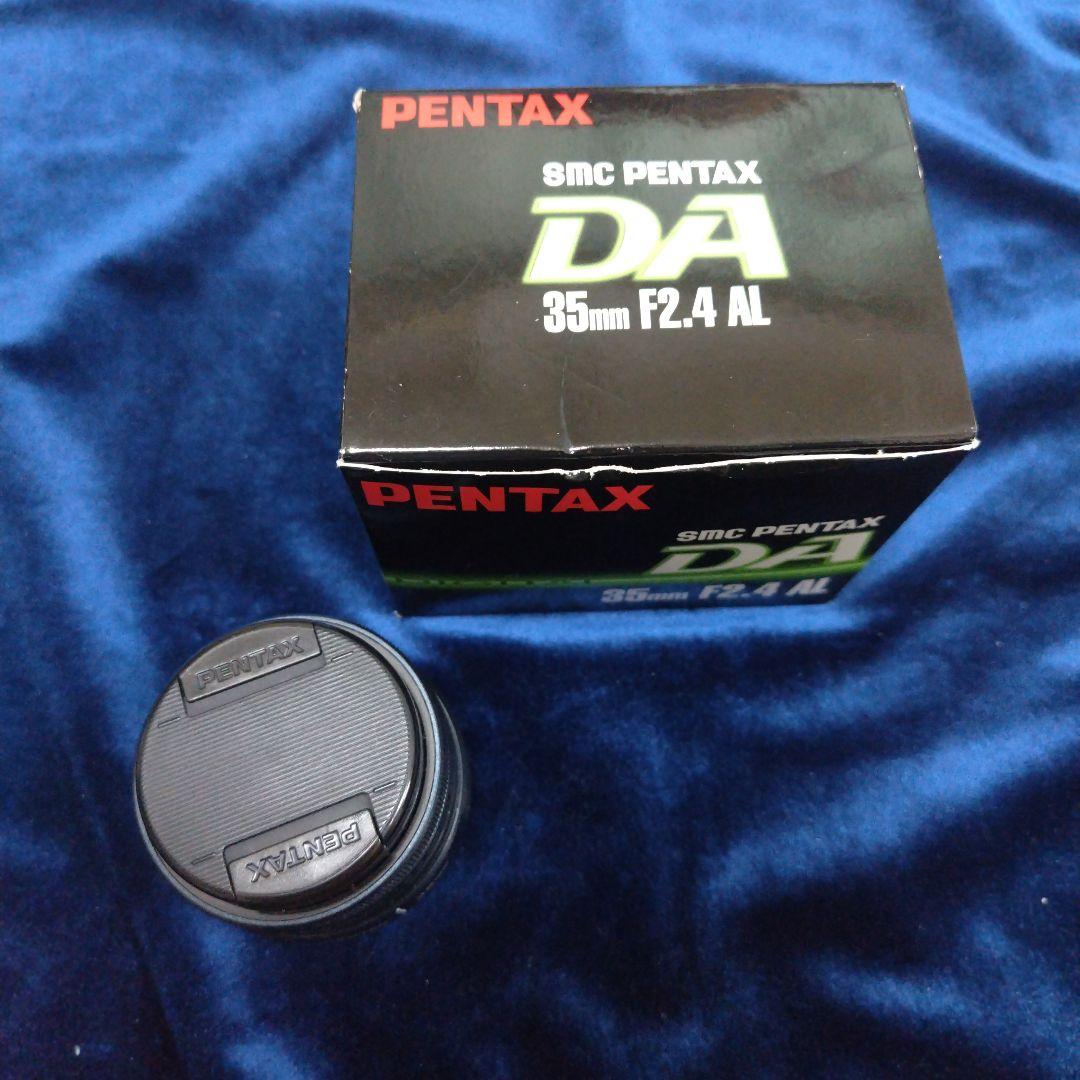 PENTAX
smc PENTAX
DA
35mm F2.4 AL
PENTAX
smc PENTAX
DA
35mm F2.4 AL
PENTAX
PENTAX